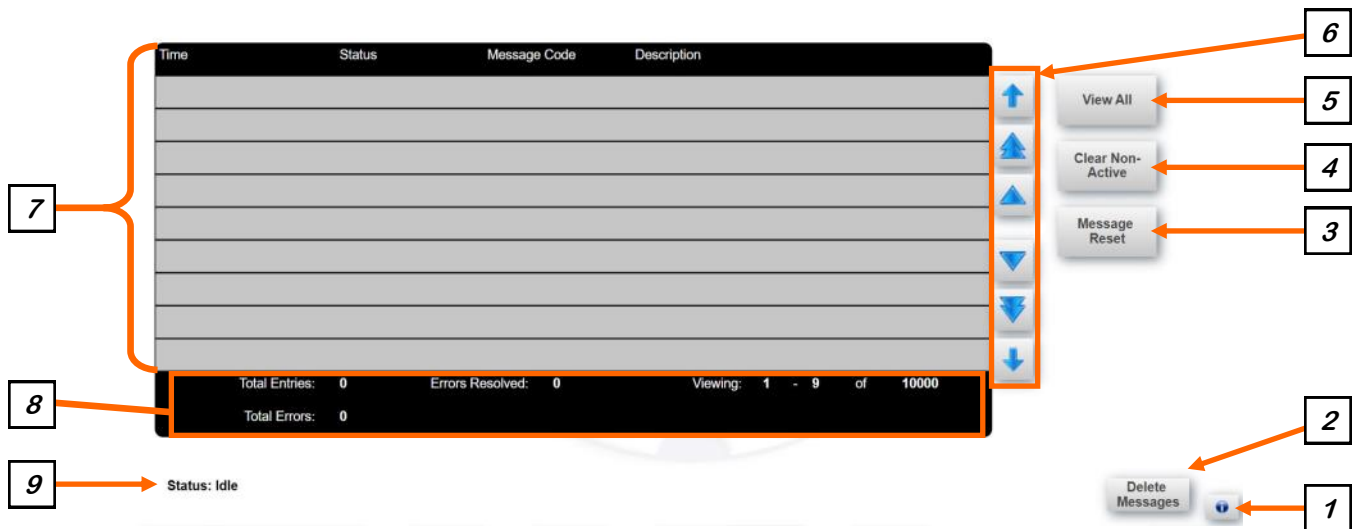 6
Time Status Message Code Description
View All
5
Clear Non-
Active
4
7
Message
Reset
3
Total Entries: 0 Errors Resolved: 0 Viewing: 1 - 9 of 10000
8
Total Errors: 0
2
9
Status: Idle
Delete
Messages
1